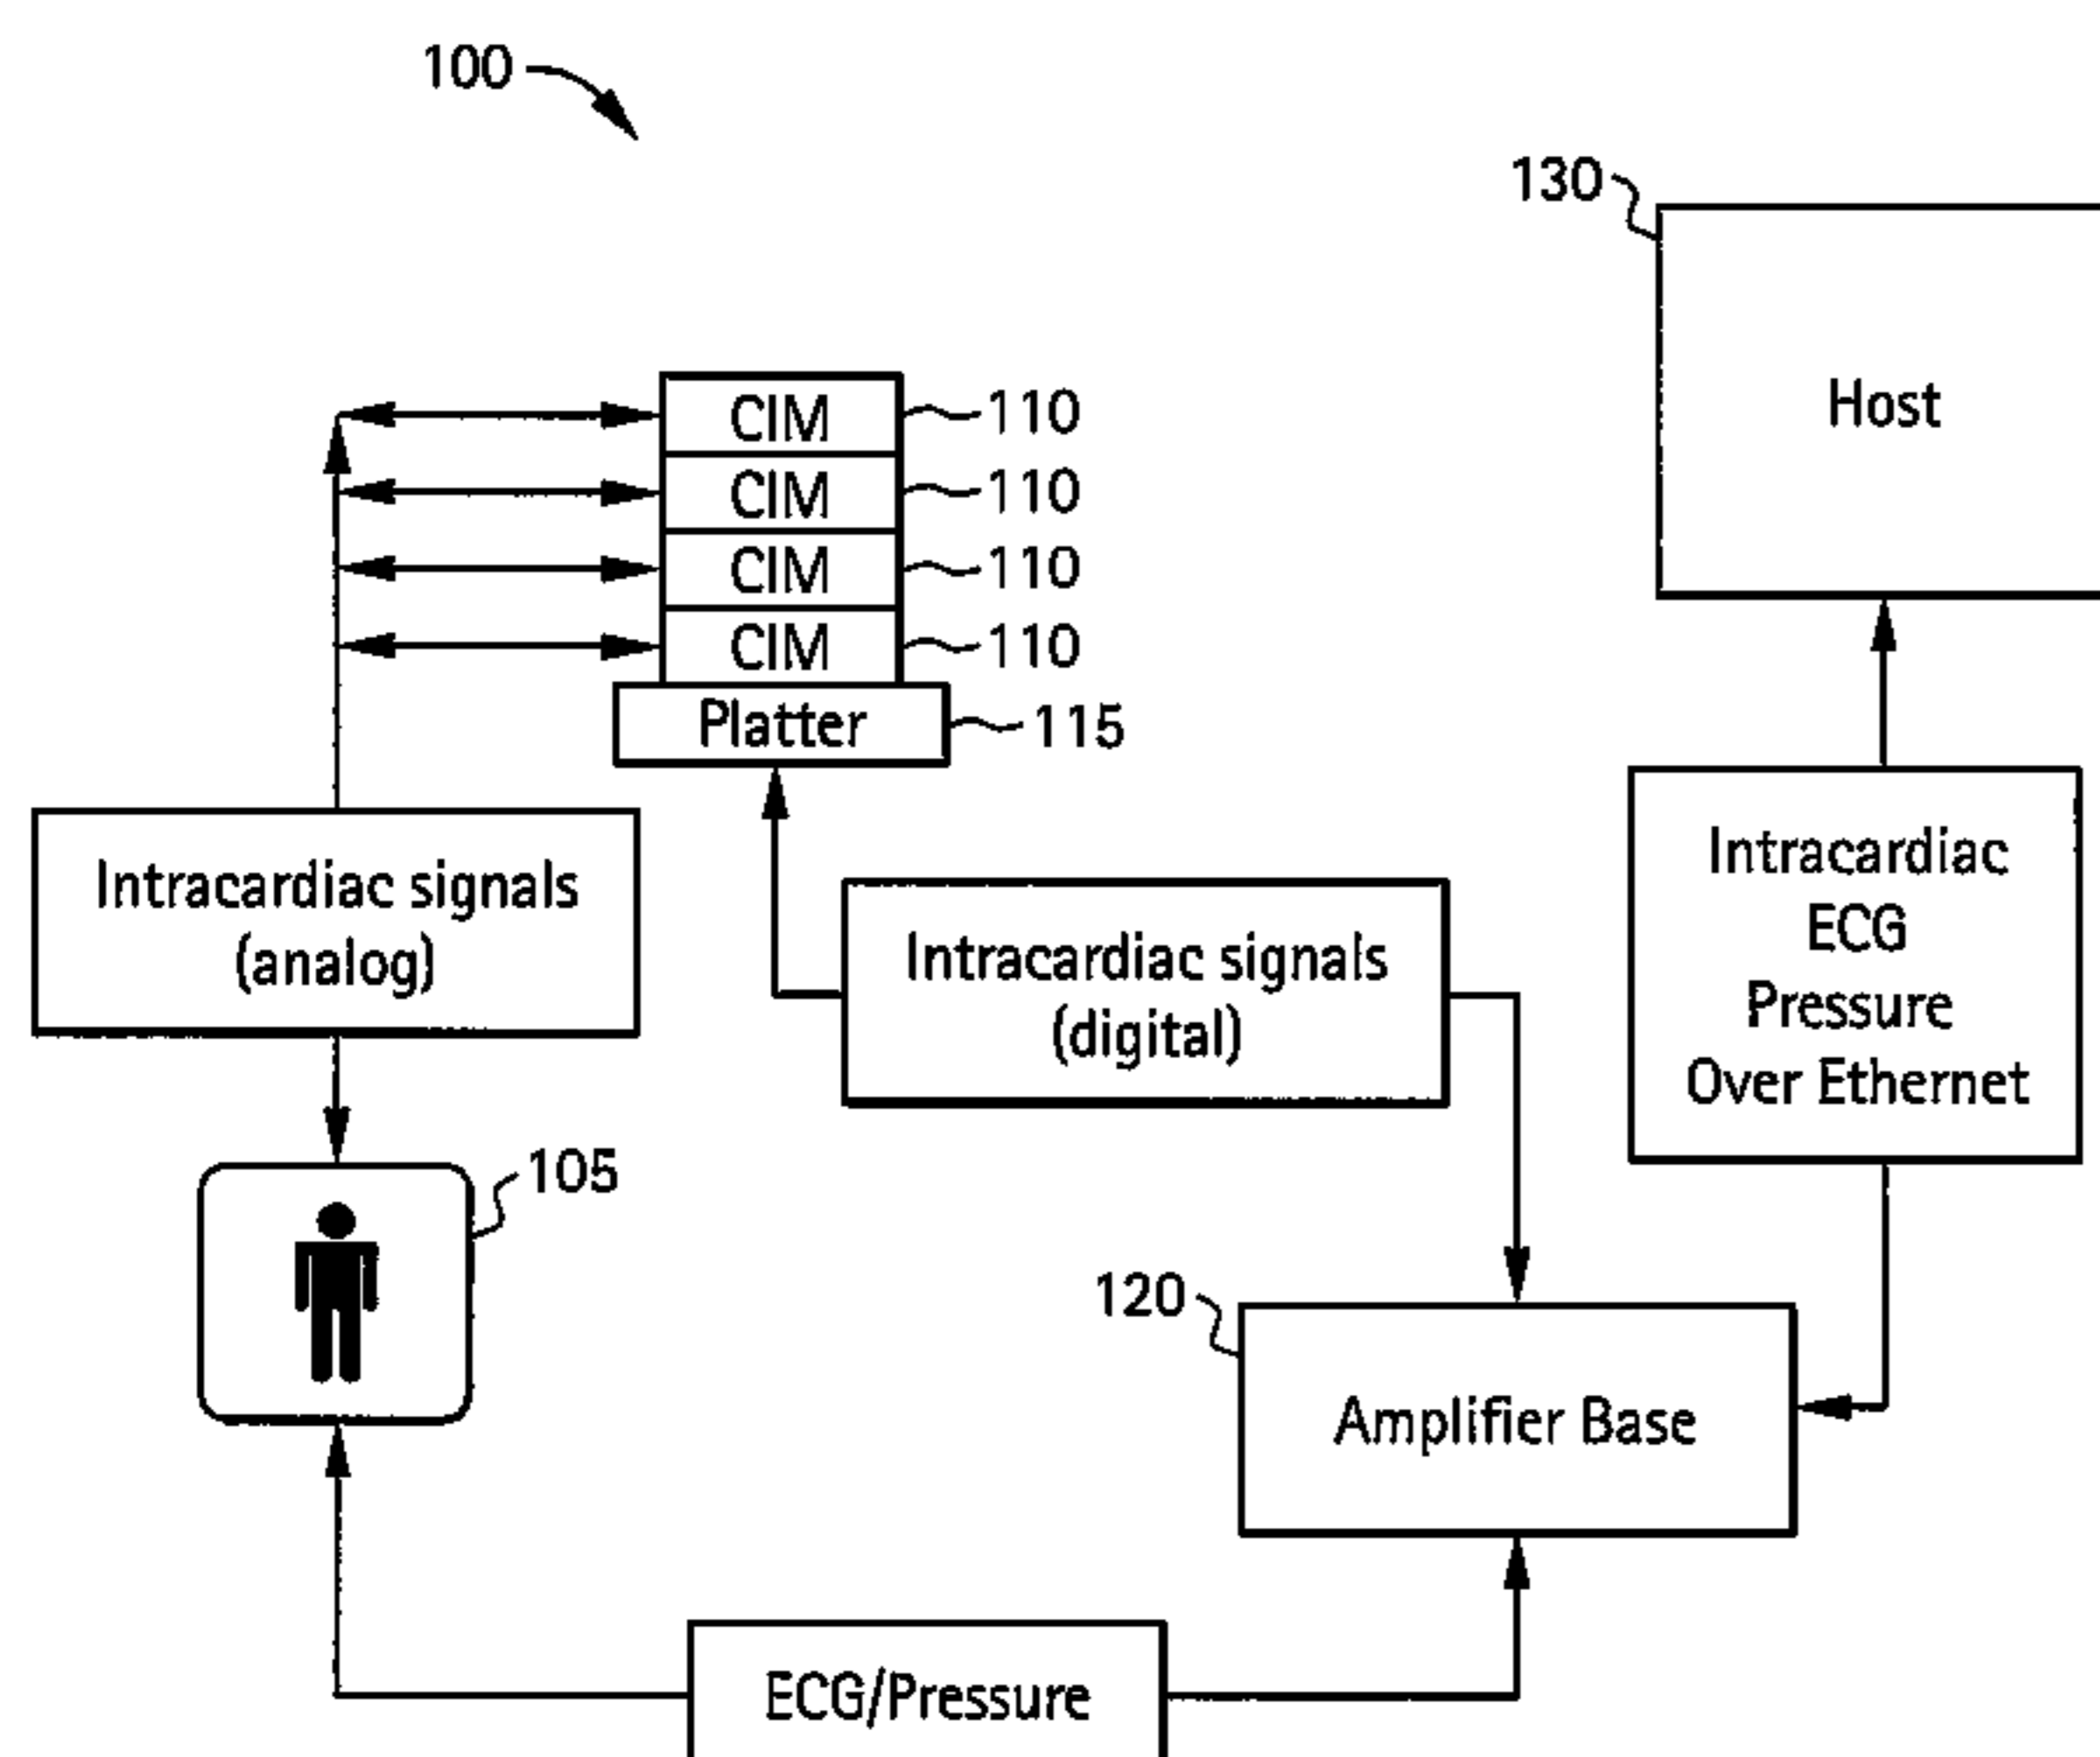 100
130
Host
CIM
110
CIM
110
CIM
110
CIM
110
Platter
115
Intracardiac signals
(analog)
Intracardiac signals
(digital)
Intracardiac
ECG
Pressure
Over Ethernet
105
120
Amplifier Base
ECG/Pressure